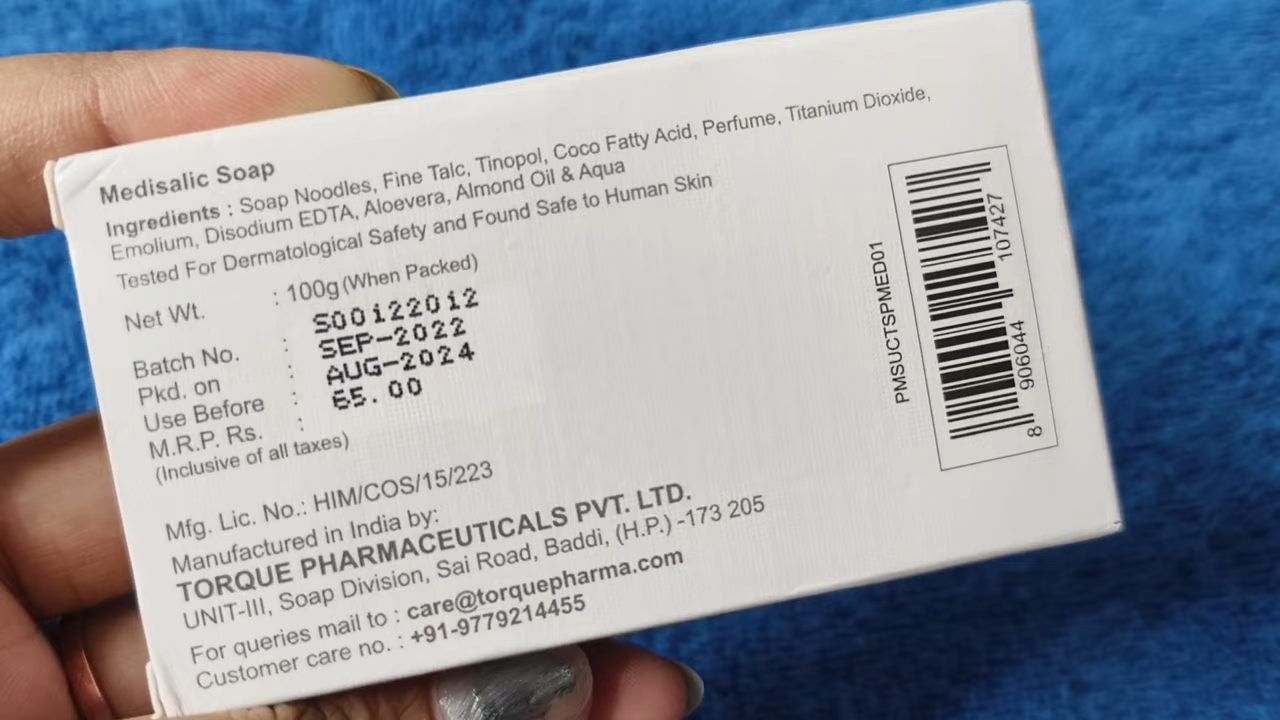 Medisalic Soap
Ingredients : Soap Noodles, Fine Talc, Tinopol, Coco Fatty Acid, Perfume, Titanium Dioxide,
Emolium, Disodium EDTA, Aloevera, Almond Oil & Aqua
Tested For Dermatological Safety and Found Safe to Human Skin
Net Wt. : 100g (When Packed)
Batch No. : S00122012
Pkd. on : SEP-2022
Use Before : AUG-2024
M.R.P. Rs. : 65.00
(Inclusive of all taxes)
Mfg. Lic. No.: HIM/COS/15/223
Manufactured in India by:
TORQUE PHARMACEUTICALS PVT. LTD.
UNIT-III, Soap Division, Sai Road, Baddi, (H.P.) -173 205
For queries mail to : care@torquepharma.com
Customer care no. : +91-9779214455
PMSUCTSPMED01
8 906044 107427